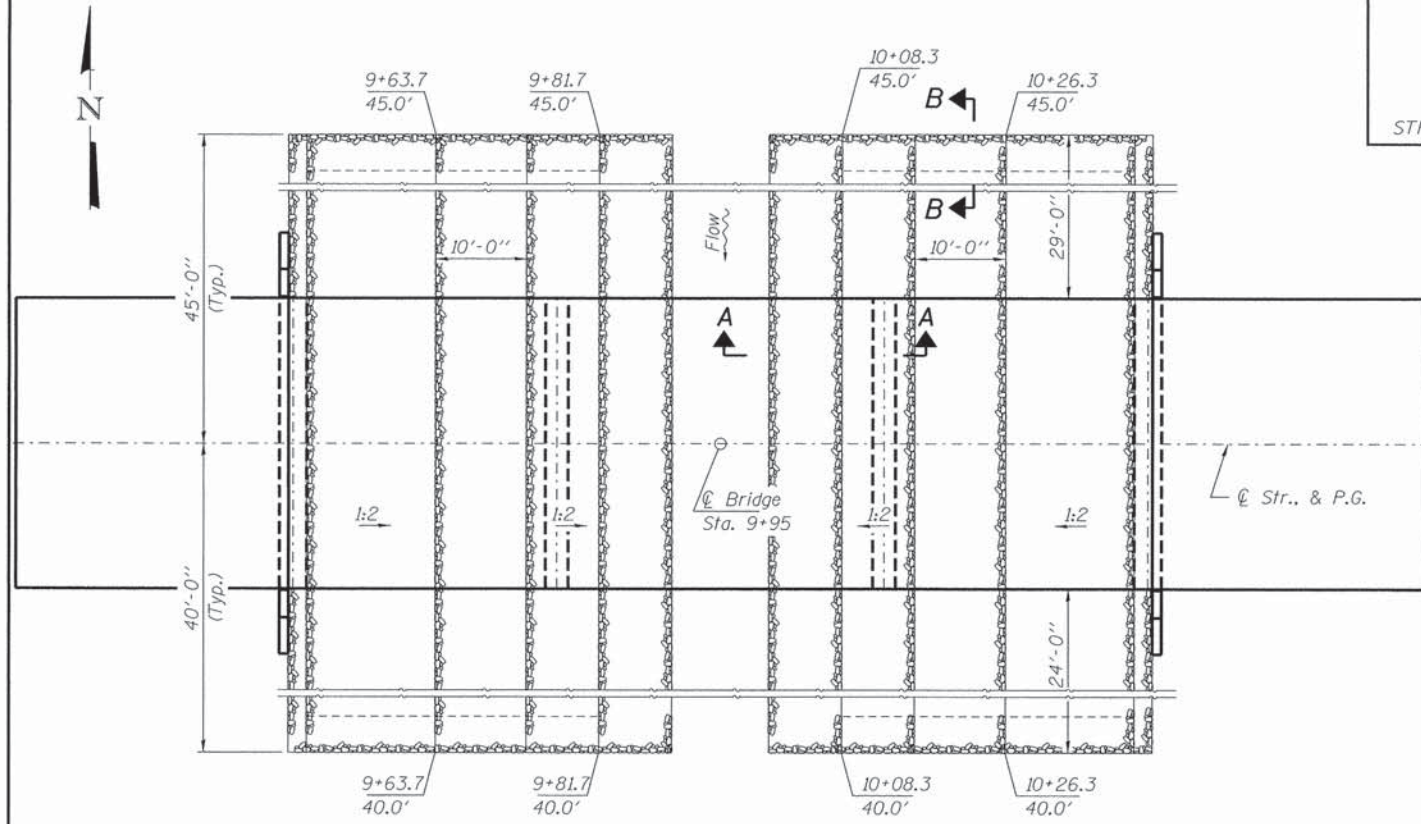 N
9+63.7
45.0'
9+81.7
45.0'
10+08.3
45.0'
B
10+26.3
45.0'
B
Flow
45'-0"
(Typ.)
10'-0"
10'-0"
29'-0"
A
A
℄ Bridge
Sta. 9+95
℄ Str., & P.G.
1:2
1:2
1:2
1:2
40'-0"
(Typ.)
24'-0"
9+63.7
40.0'
9+81.7
40.0'
10+08.3
40.0'
10+26.3
40.0'